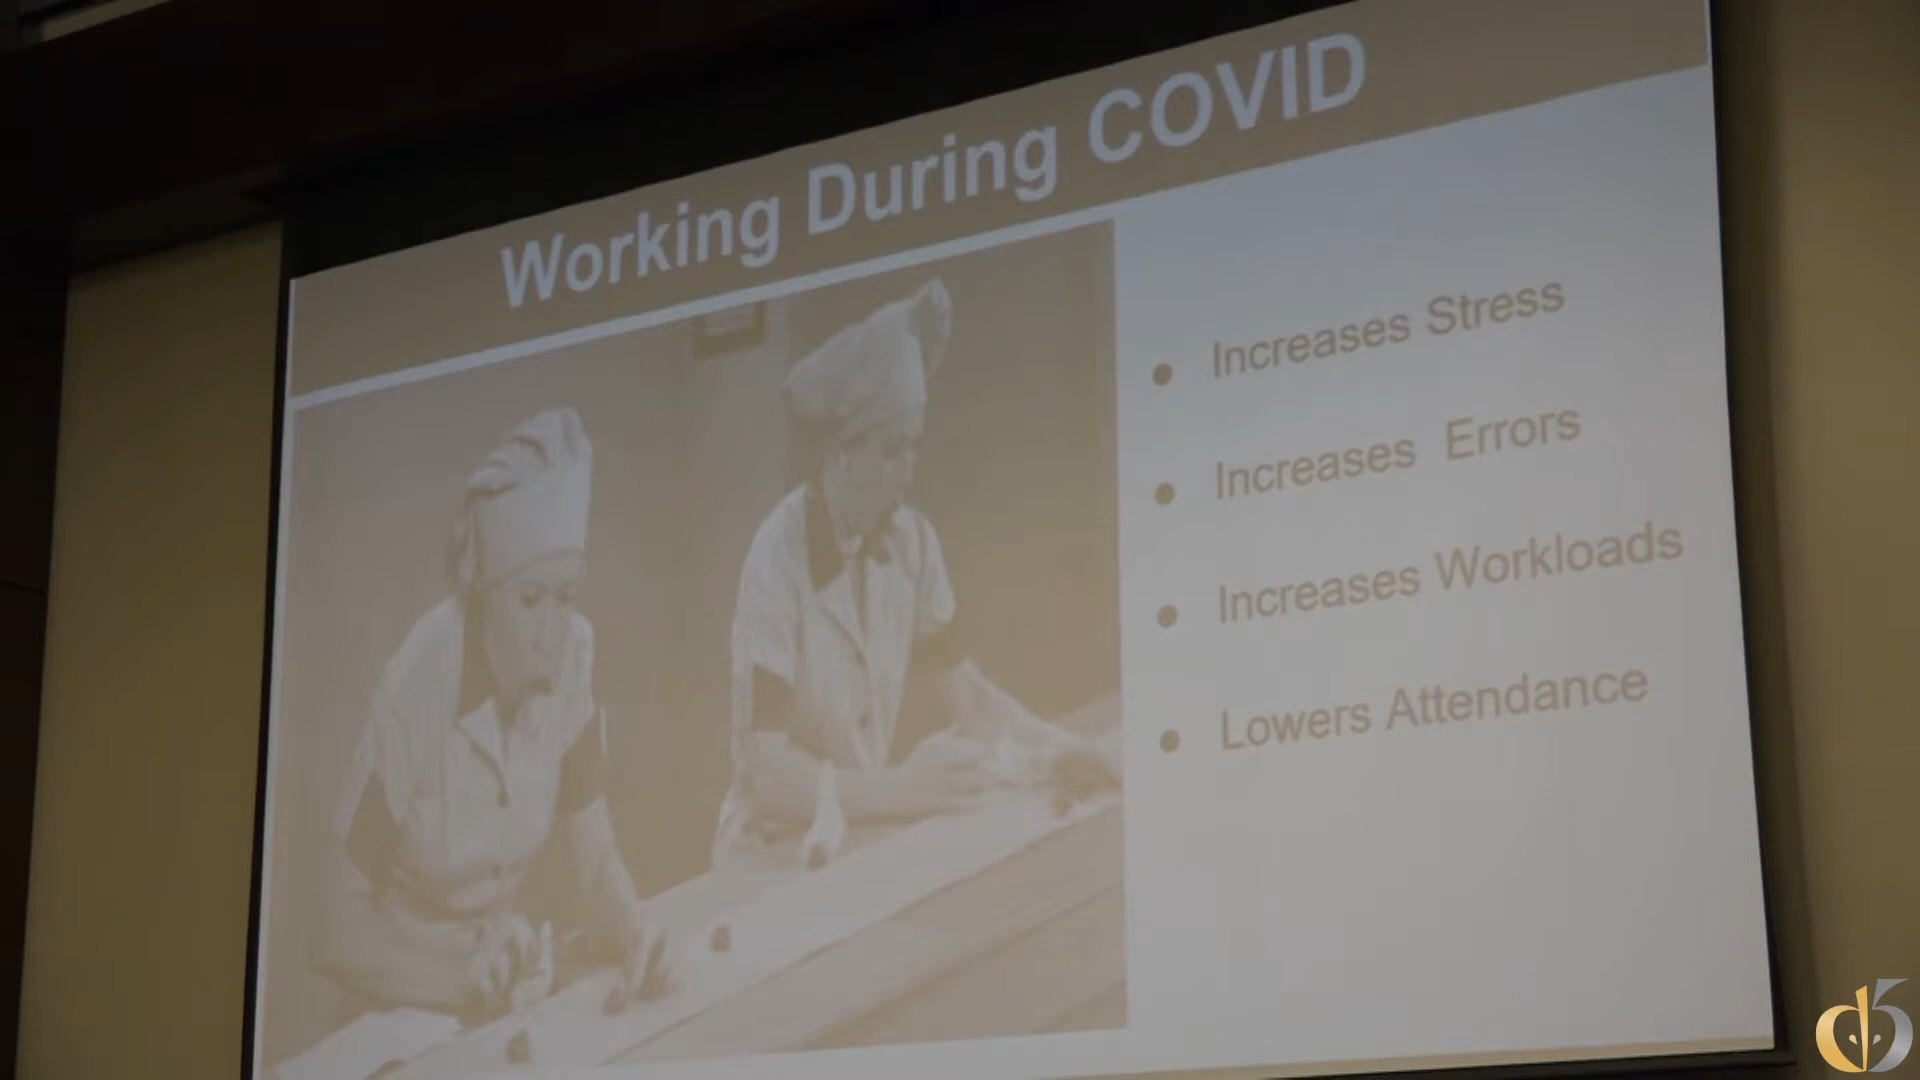 Working During COVID
● Increases Stress
● Increases Errors
● Increases Workloads
● Lowers Attendance